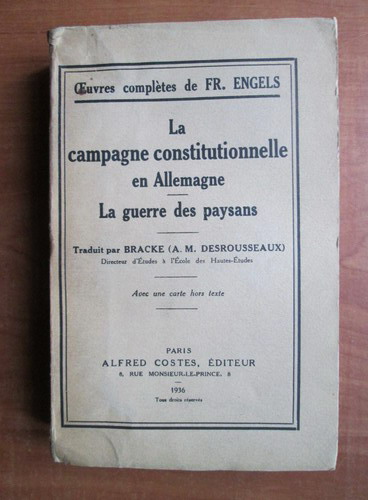 Œuvres complètes de FR. ENGELS
La
campagne constitutionnelle
en Allemagne
La guerre des paysans
Traduit par BRACKE (A. M. DESROUSSEAUX)
Directeur d'Études à l'École des Hautes-Études
Avec une carte hors texte
PARIS
ALFRED COSTES, ÉDITEUR
8, RUE MONSIEUR-LE-PRINCE, 8
1936
Tous droits réservés